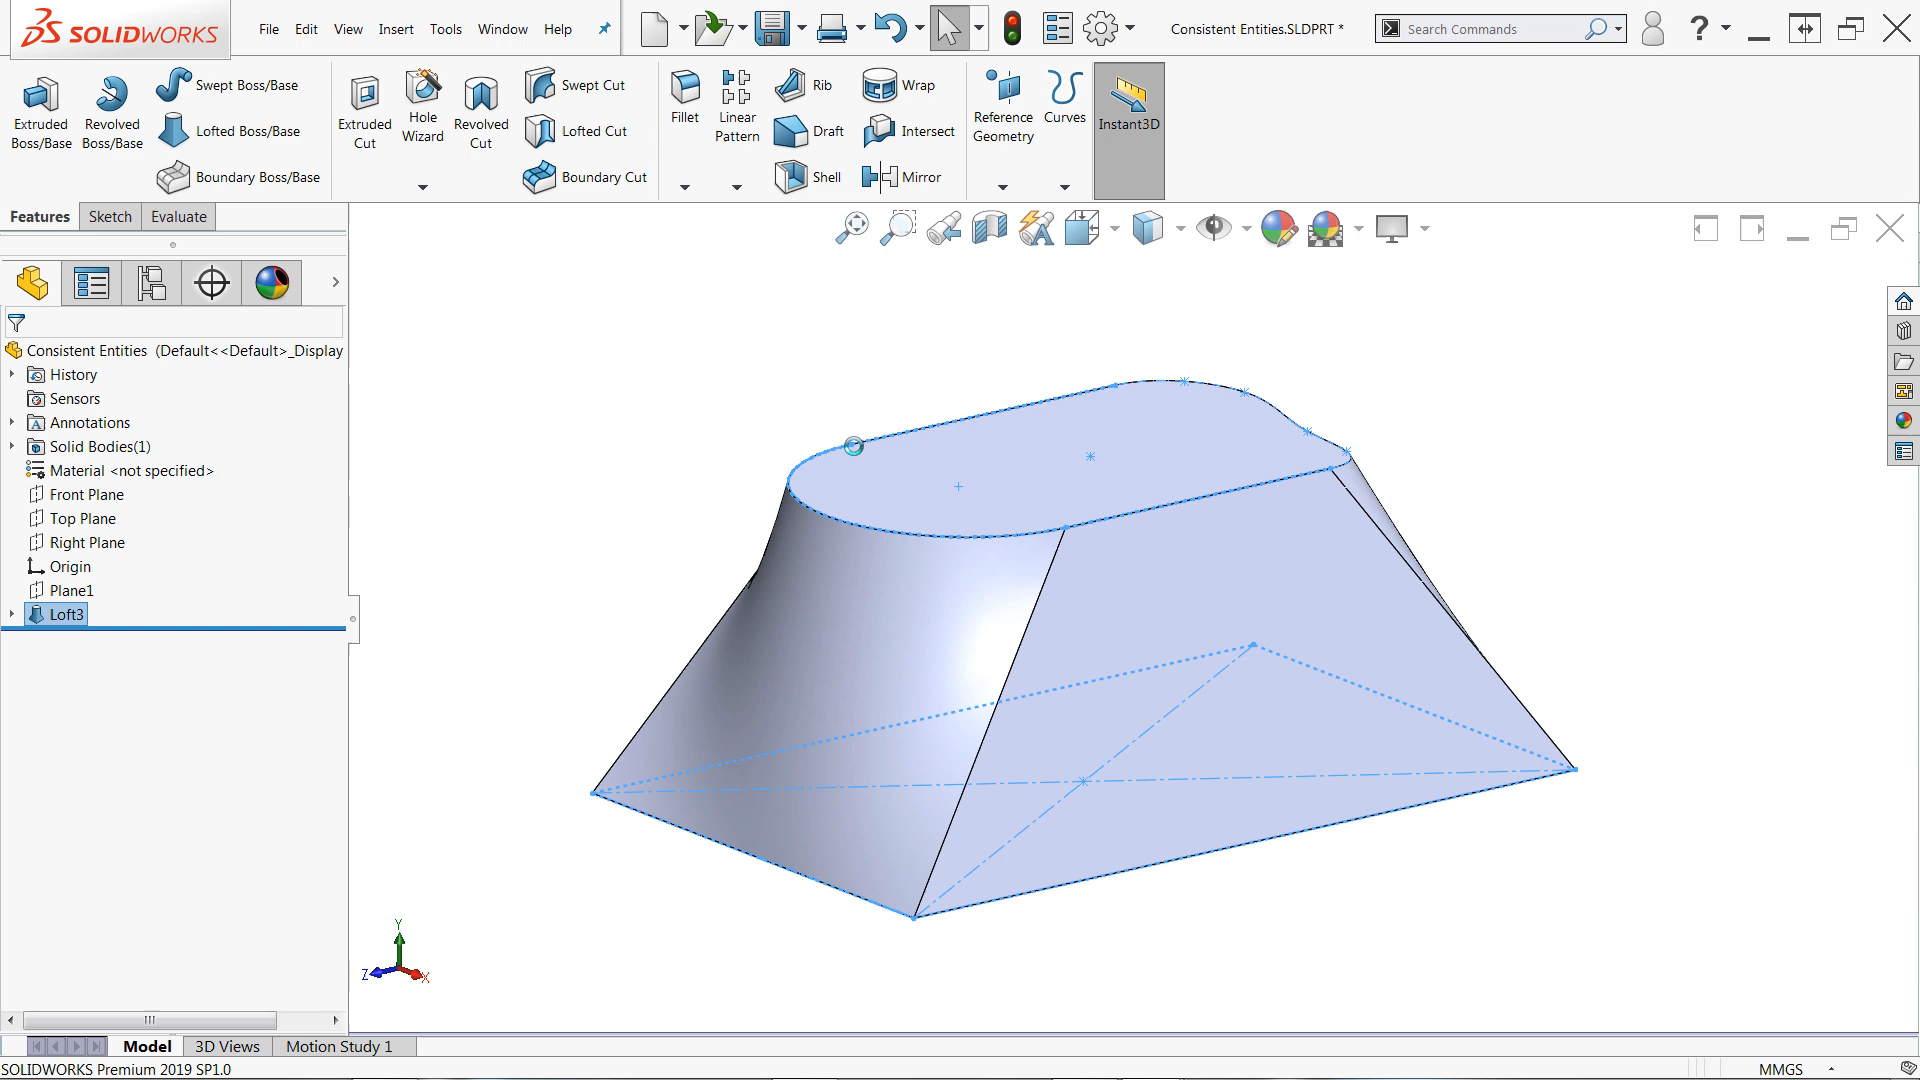 SOLIDWORKS File Edit View Insert Tools Window Help Consistent Entities.SLDPRT * Search Commands ?
Extruded Boss/Base
Revolved Boss/Base
Swept Boss/Base
Lofted Boss/Base
Boundary Boss/Base
Extruded Cut
Hole Wizard
Revolved Cut
Swept Cut
Lofted Cut
Boundary Cut
Fillet
Linear Pattern
Rib
Draft
Shell
Wrap
Intersect
Mirror
Reference Geometry
Curves
Instant3D
Features Sketch Evaluate
Consistent Entities (Default<<Default>_Display
History
Sensors
Annotations
Solid Bodies(1)
Material <not specified>
Front Plane
Top Plane
Right Plane
Origin
Plane1
Loft3
Y
Z
X
Model 3D Views Motion Study 1
SOLIDWORKS Premium 2019 SP1.0 MMGS